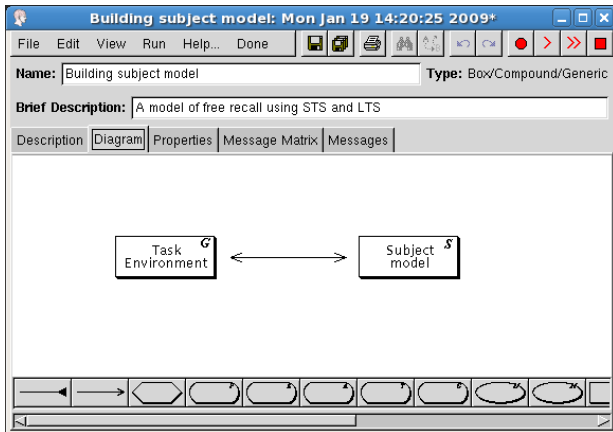 Building subject model: Mon Jan 19 14:20:25 2009*
File Edit View Run Help... Done
Name: Building subject model Type: Box/Compound/Generic
Brief Description: A model of free recall using STS and LTS
Description Diagram Properties Message Matrix Messages
Task G
Environment
Subject S
model